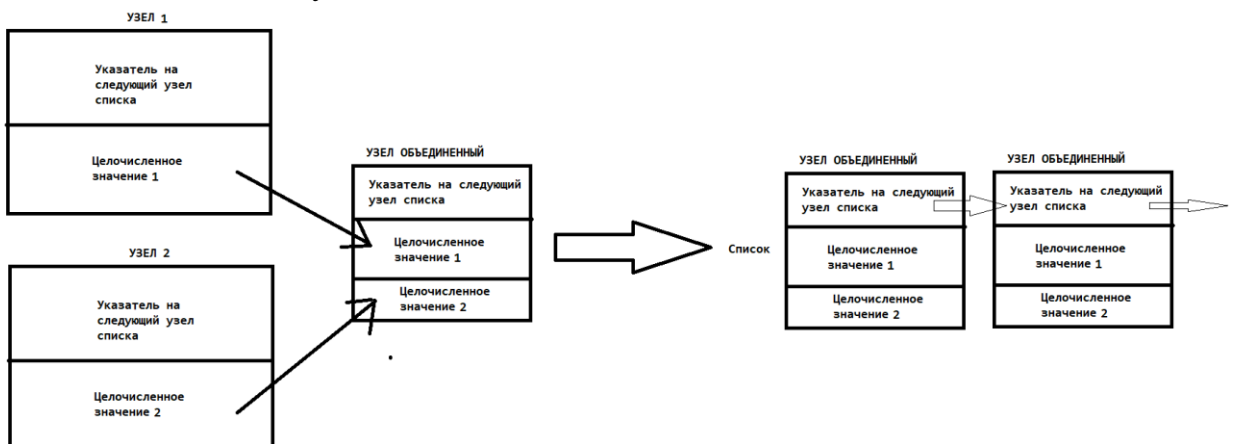 УЗЕЛ 1
Указатель на
следующий узел
списка
Целочисленное
значение 1
УЗЕЛ 2
Указатель на
следующий узел
списка
Целочисленное
значение 2
УЗЕЛ ОБЪЕДИНЕННЫЙ
Указатель на следующий
узел списка
Целочисленное
значение 1
Целочисленное
значение 2
Список
УЗЕЛ ОБЪЕДИНЕННЫЙ
Указатель на следующий
узел списка
Целочисленное
значение 1
Целочисленное
значение 2
УЗЕЛ ОБЪЕДИНЕННЫЙ
Указатель на следующий
узел списка
Целочисленное
значение 1
Целочисленное
значение 2